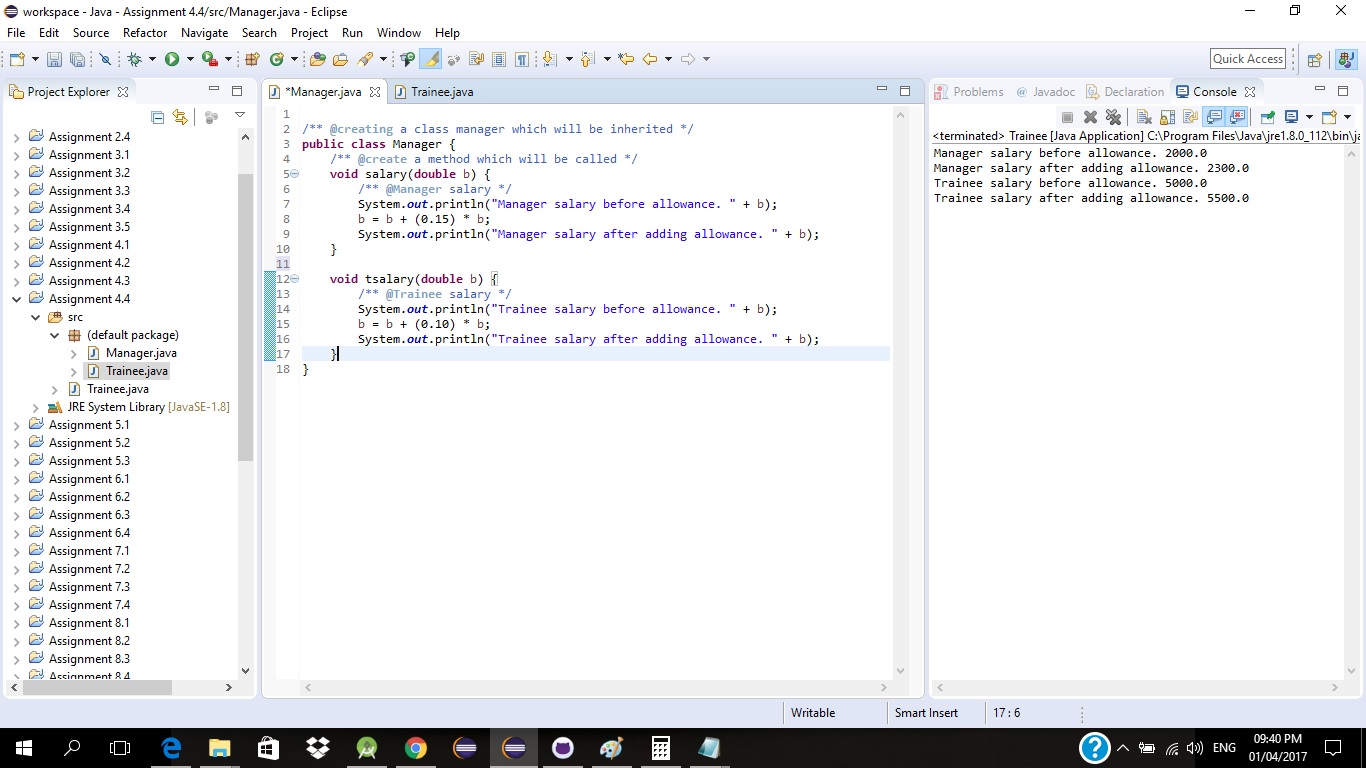 workspace - Java - Assignment 4.4/src/Manager.java - Eclipse
File Edit Source Refactor Navigate Search Project Run Window Help
Quick Access
Project Explorer
Assignment 2.4
Assignment 3.1
Assignment 3.2
Assignment 3.3
Assignment 3.4
Assignment 3.5
Assignment 4.1
Assignment 4.2
Assignment 4.3
Assignment 4.4
src
(default package)
Manager.java
Trainee.java
Trainee.java
JRE System Library [JavaSE-1.8]
Assignment 5.1
Assignment 5.2
Assignment 5.3
Assignment 6.1
Assignment 6.2
Assignment 6.3
Assignment 6.4
Assignment 7.1
Assignment 7.2
Assignment 7.3
Assignment 7.4
Assignment 8.1
Assignment 8.2
Assignment 8.3
Assignment 8.4
*Manager.java Trainee.java
1
2 /** @creating a class manager which will be inherited */
3 public class Manager {
4 /** @create a method which will be called */
5 void salary(double b) {
6 /** @Manager salary */
7 System.out.println("Manager salary before allowance. " + b);
8 b = b + (0.15) * b;
9 System.out.println("Manager salary after adding allowance. " + b);
10 }
11
12 void tsalary(double b) {
13 /** @Trainee salary */
14 System.out.println("Trainee salary before allowance. " + b);
15 b = b + (0.10) * b;
16 System.out.println("Trainee salary after adding allowance. " + b);
17 }
18 }
Problems @ Javadoc Declaration Console
<terminated> Trainee [Java Application] C:\Program Files\Java\jre1.8.0_112\bin\ja
Manager salary before allowance. 2000.0
Manager salary after adding allowance. 2300.0
Trainee salary before allowance. 5000.0
Trainee salary after adding allowance. 5500.0
Writable Smart Insert 17 : 6
ENG
09:40 PM
01/04/2017